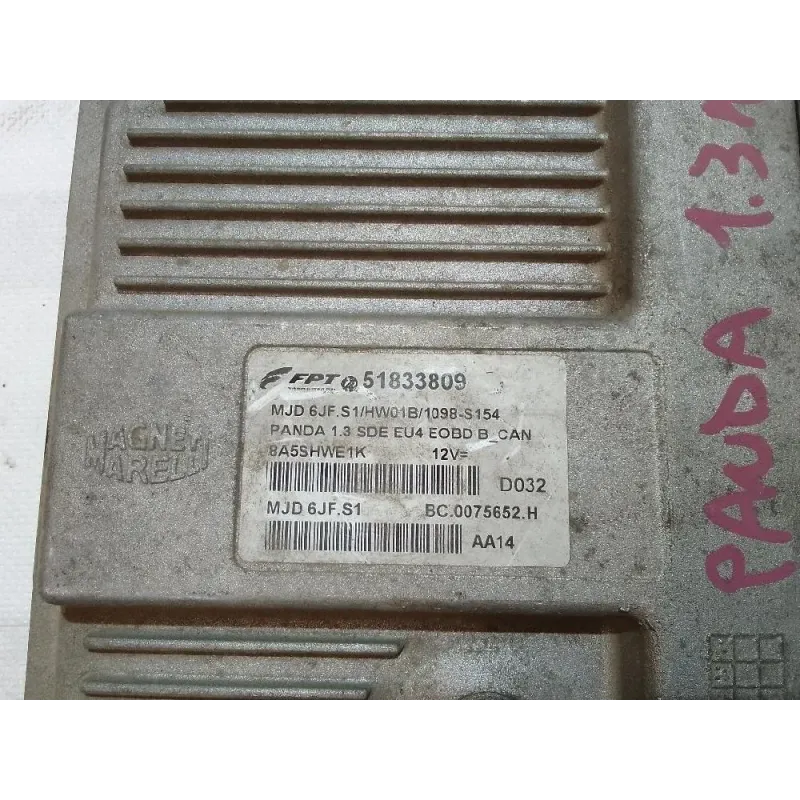 FPT 51833809
MJD 6JF.S1/HW01B/1098-S154
PANDA 1.3 SDE EU4 EOBD B_CAN
8A5SHWE1K 12V=
D032
MJD 6JF.S1 BC.0075652.H
AA14
MAGNETI
MARELLI
PANDA 1.3